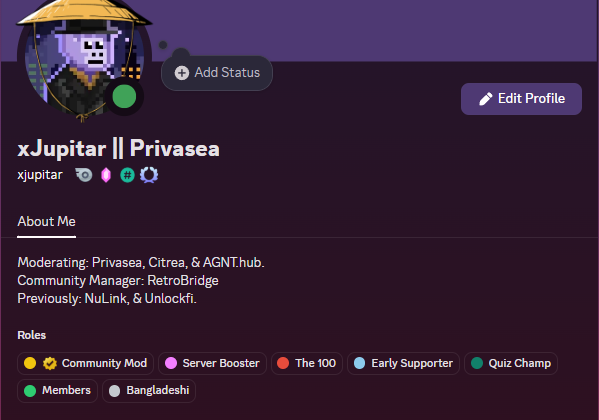 Add Status
Edit Profile
xJupitar || Privasea
xjupitar #
About Me
Moderating: Privasea, Citrea, & AGNT.hub.
Community Manager: RetroBridge
Previously: NuLink, & Unlockfi.
Roles
Community Mod Server Booster The 100 Early Supporter Quiz Champ
Members Bangladeshi